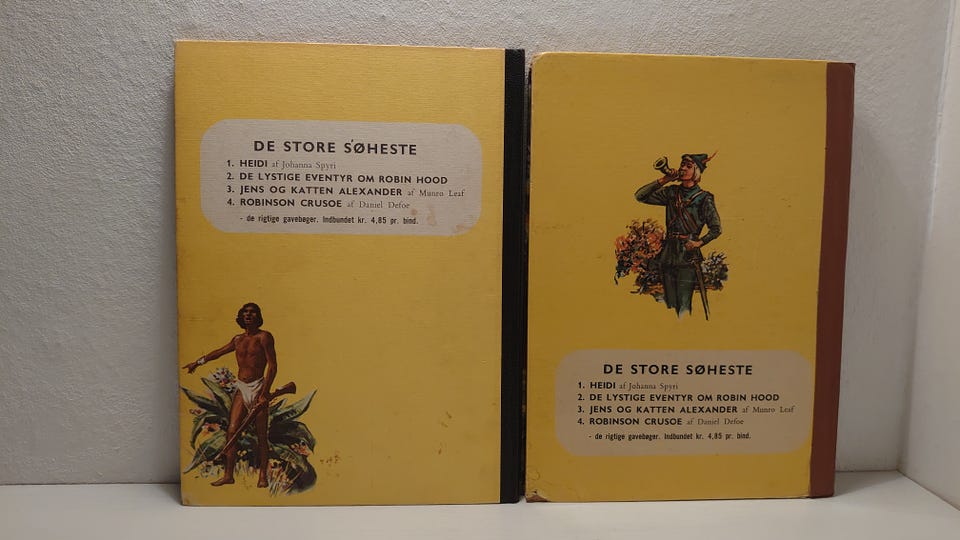 DE STORE SØHESTE
1. HEIDI af Johanna Spyri
2. DE LYSTIGE EVENTYR OM ROBIN HOOD
3. JENS OG KATTEN ALEXANDER af Munro Leaf
4. ROBINSON CRUSOE af Daniel Defoe
- de rigtige gavebøger. Indbundet kr. 4,85 pr. bind.
DE STORE SØHESTE
1. HEIDI af Johanna Spyri
2. DE LYSTIGE EVENTYR OM ROBIN HOOD
3. JENS OG KATTEN ALEXANDER af Munro Leaf
4. ROBINSON CRUSOE af Daniel Defoe
- de rigtige gavebøger. Indbundet kr. 4,85 pr. bind.